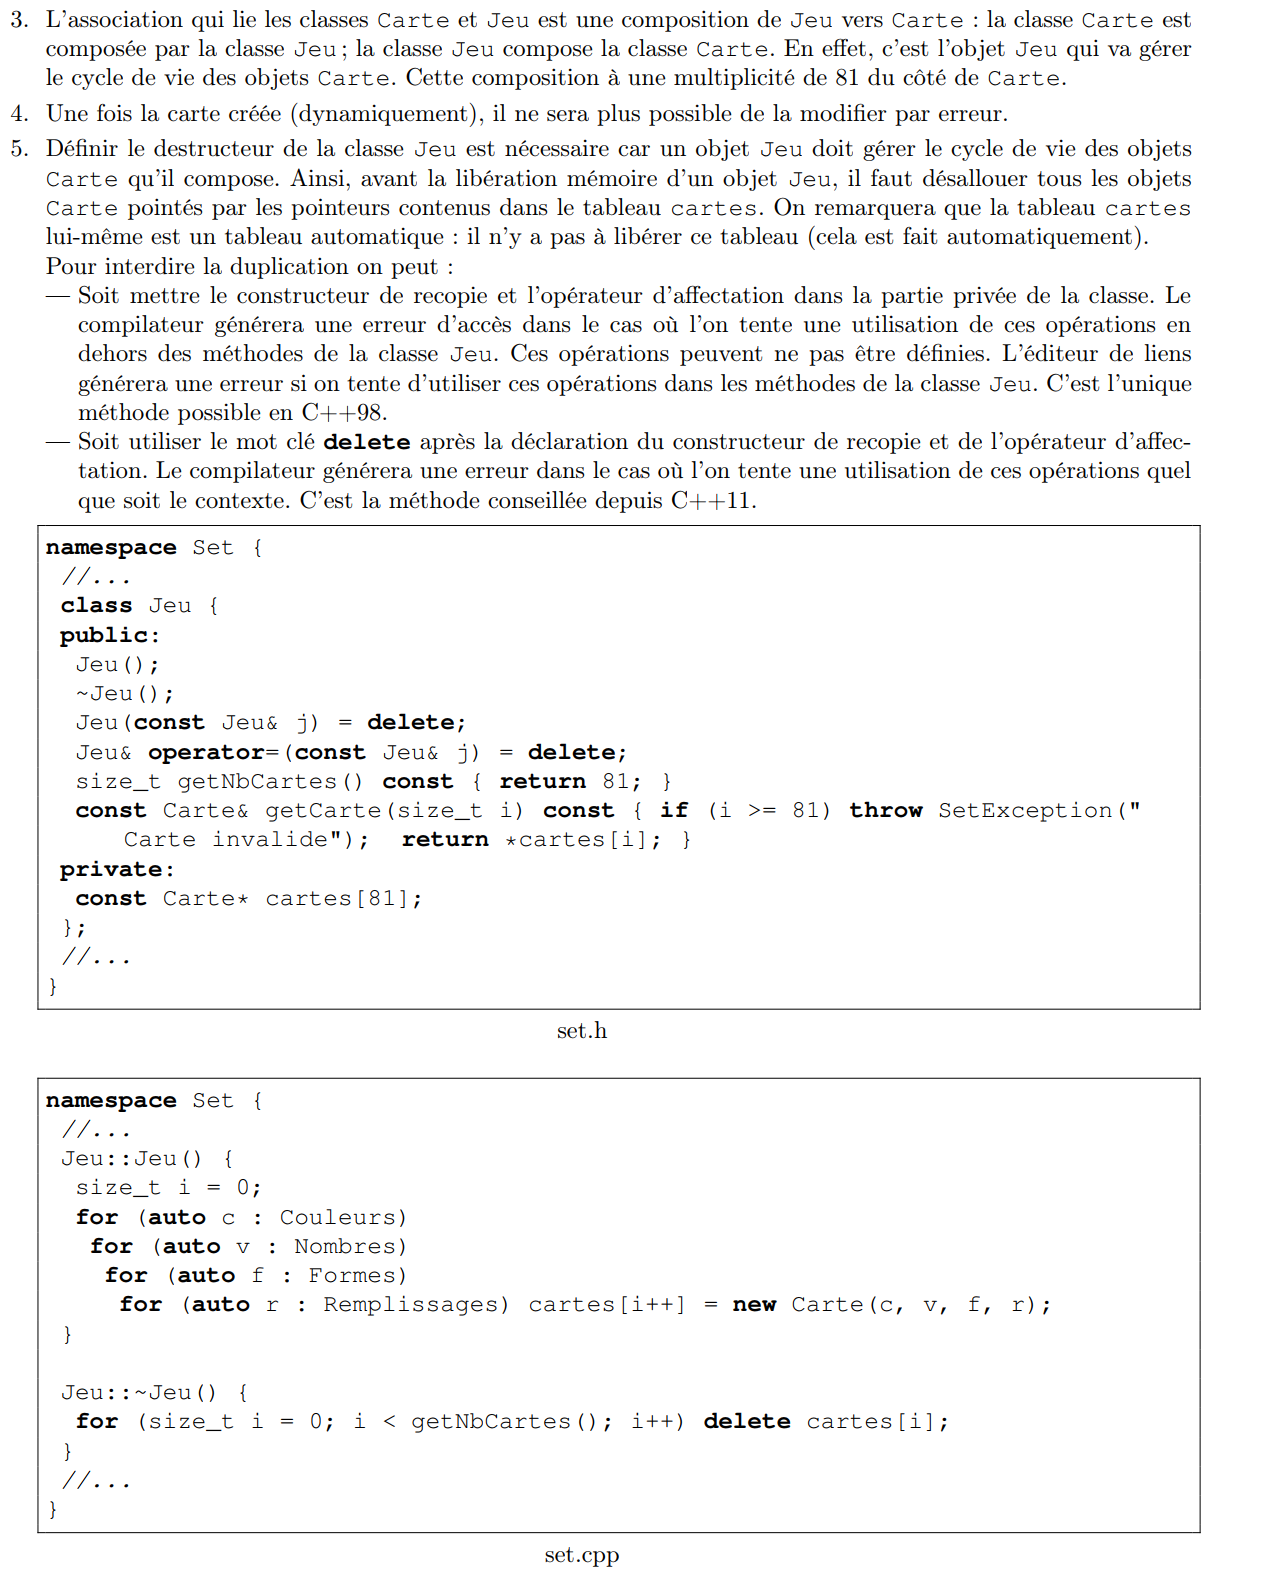 3. L’association qui lie les classes Carte et Jeu est une composition de Jeu vers Carte : la classe Carte est
composée par la classe Jeu ; la classe Jeu compose la classe Carte. En effet, c’est l’objet Jeu qui va gérer
le cycle de vie des objets Carte. Cette composition à une multiplicité de 81 du côté de Carte.
4. Une fois la carte créée (dynamiquement), il ne sera plus possible de la modifier par erreur.
5. Définir le destructeur de la classe Jeu est nécessaire car un objet Jeu doit gérer le cycle de vie des objets
Carte qu’il compose. Ainsi, avant la libération mémoire d’un objet Jeu, il faut désallouer tous les objets
Carte pointés par les pointeurs contenus dans le tableau cartes. On remarquera que la tableau cartes
lui-même est un tableau automatique : il n’y a pas à libérer ce tableau (cela est fait automatiquement).
Pour interdire la duplication on peut :
— Soit mettre le constructeur de recopie et l’opérateur d’affectation dans la partie privée de la classe. Le
compilateur générera une erreur d’accès dans le cas où l’on tente une utilisation de ces opérations en
dehors des méthodes de la classe Jeu. Ces opérations peuvent ne pas être définies. L’éditeur de liens
générera une erreur si on tente d’utiliser ces opérations dans les méthodes de la classe Jeu. C’est l’unique
méthode possible en C++98.
— Soit utiliser le mot clé delete après la déclaration du constructeur de recopie et de l’opérateur d’affec-
tation. Le compilateur générera une erreur dans le cas où l’on tente une utilisation de ces opérations quel
que soit le contexte. C’est la méthode conseillée depuis C++11.
namespace Set {
//...
class Jeu {
public:
Jeu();
~Jeu();
Jeu(const Jeu& j) = delete;
Jeu& operator=(const Jeu& j) = delete;
size_t getNbCartes() const { return 81; }
const Carte& getCarte(size_t i) const { if (i >= 81) throw SetException("
Carte invalide"); return *cartes[i]; }
private:
const Carte* cartes[81];
};
//...
}
set.h
namespace Set {
//...
Jeu::Jeu() {
size_t i = 0;
for (auto c : Couleurs)
for (auto v : Nombres)
for (auto f : Formes)
for (auto r : Remplissages) cartes[i++] = new Carte(c, v, f, r);
}
Jeu::~Jeu() {
for (size_t i = 0; i < getNbCartes(); i++) delete cartes[i];
}
//...
}
set.cpp